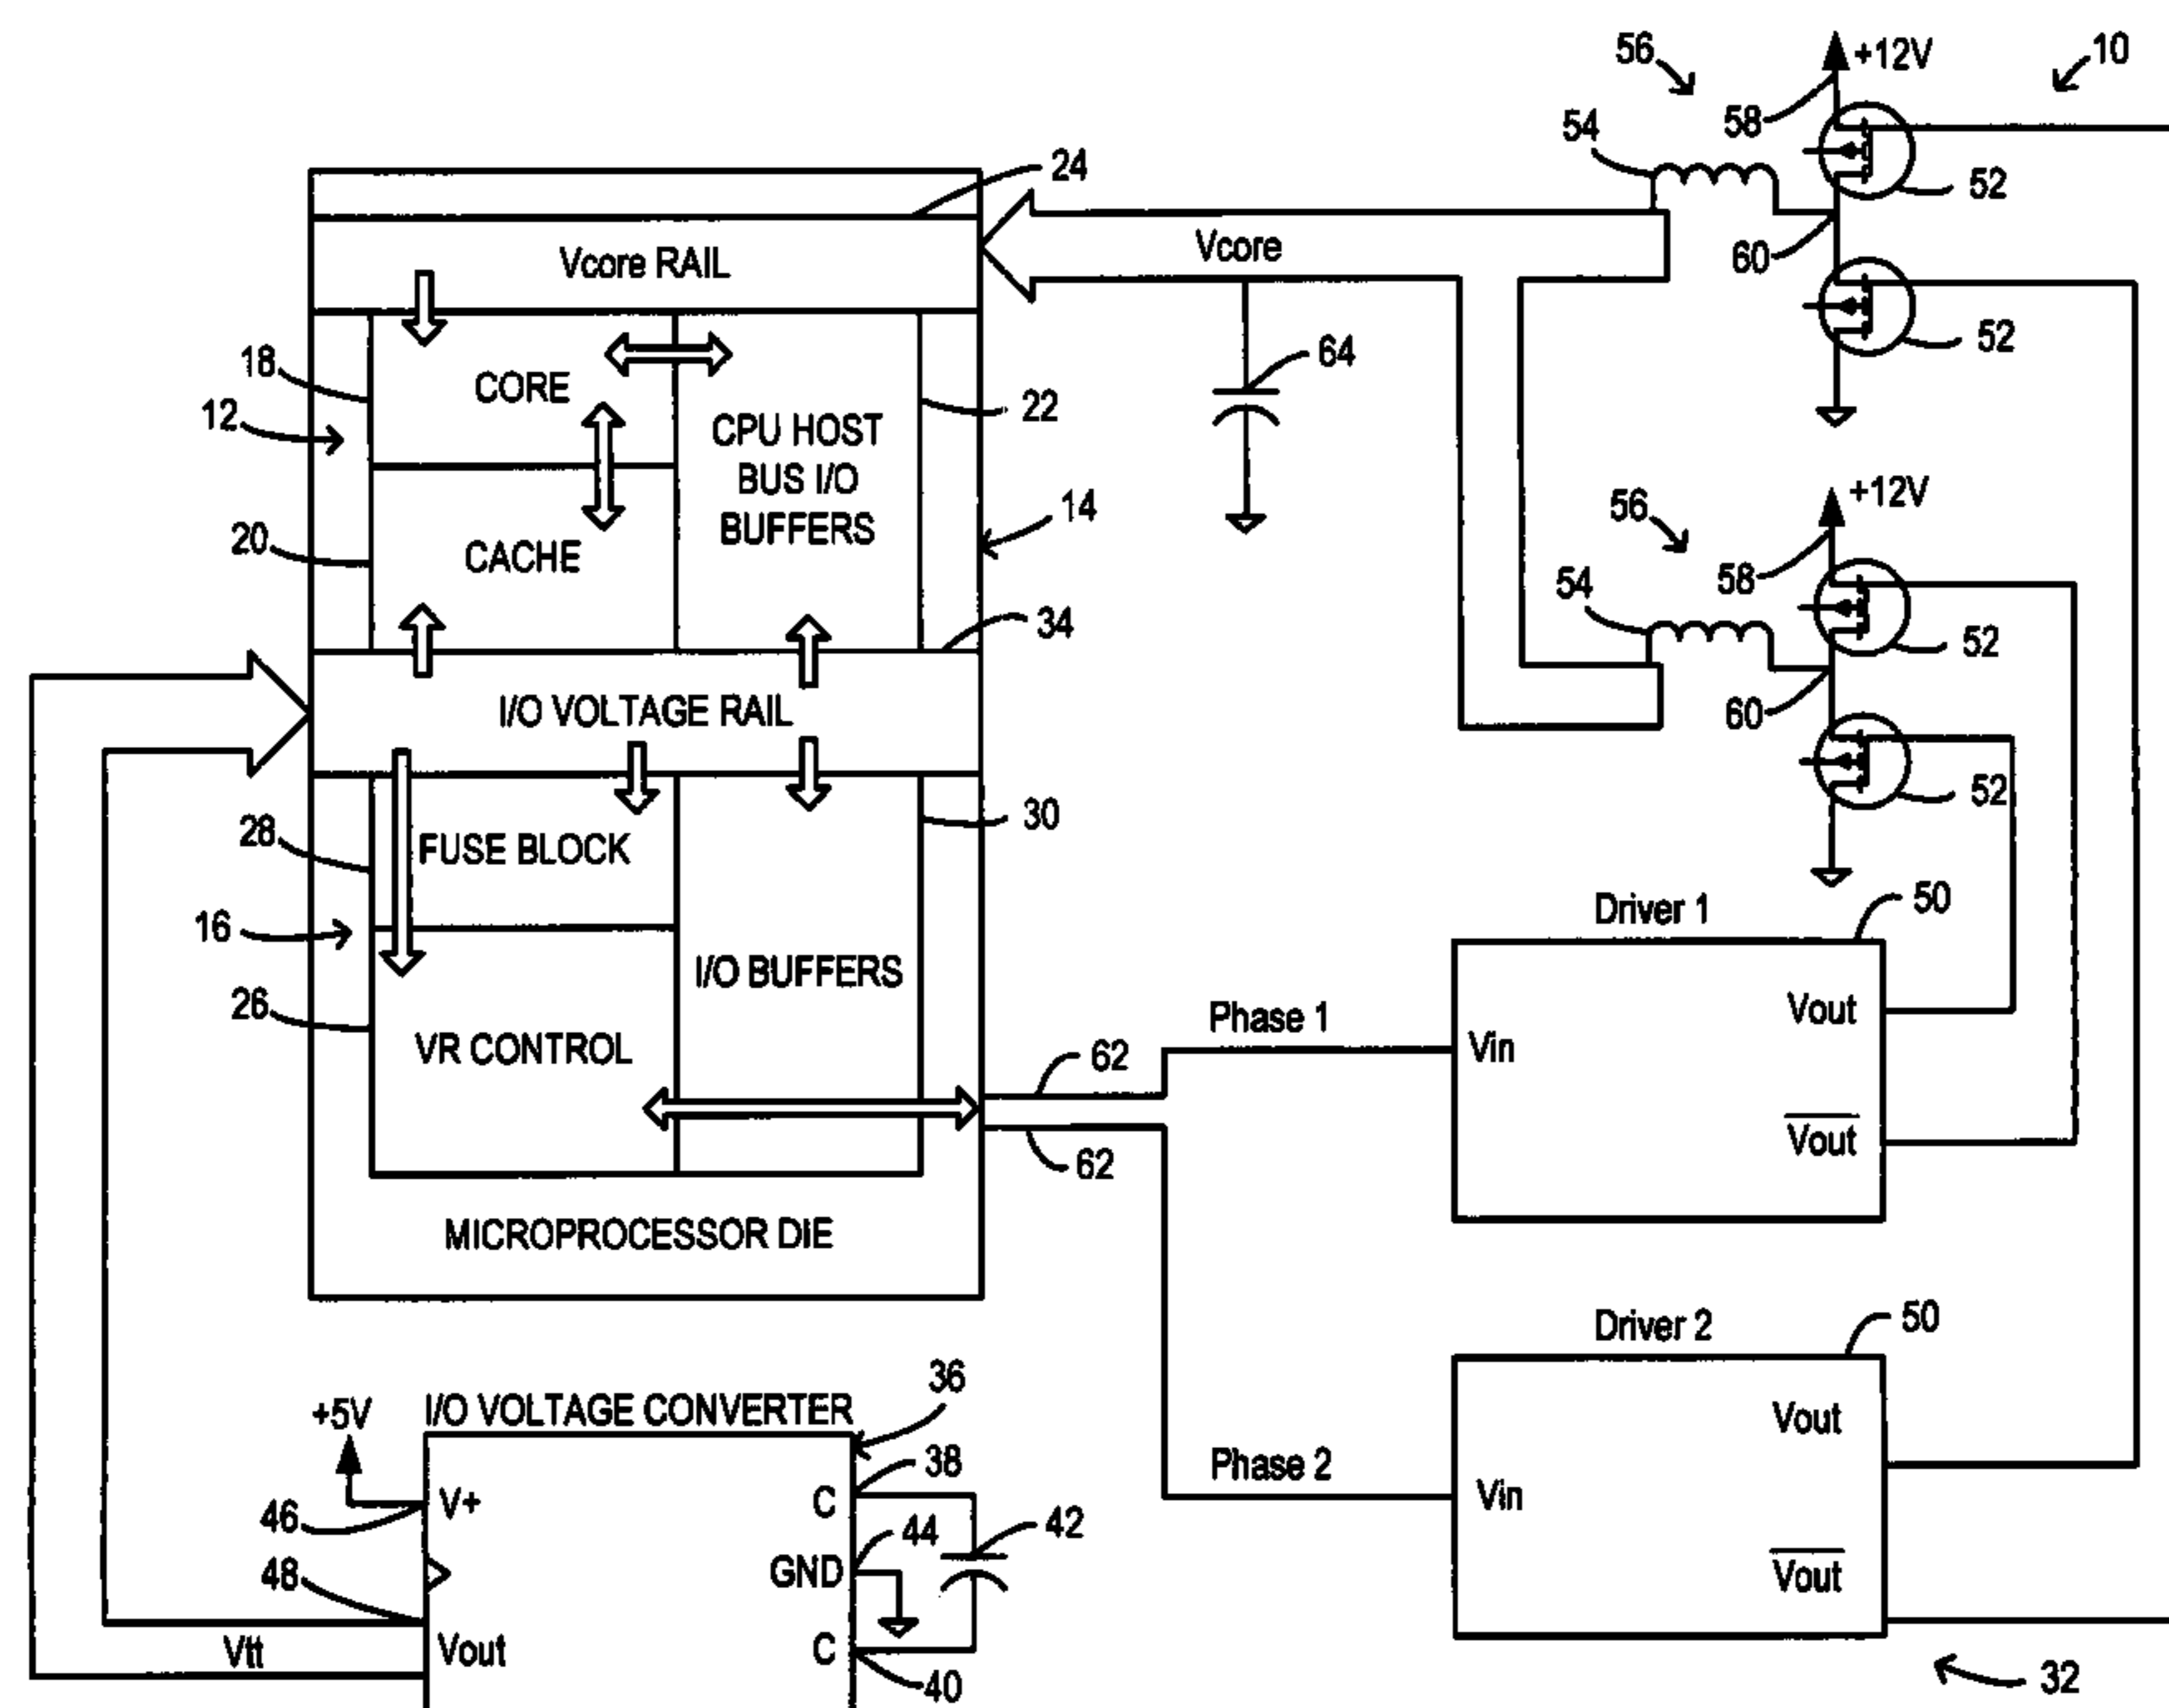 56
+12V
10
58
54
52
24
Vcore RAIL
Vcore
60
52
18
CORE
64
12
22
CPU HOST
BUS I/O
BUFFERS
+12V
56
14
20
CACHE
58
54
34
52
I/O VOLTAGE RAIL
60
52
28
FUSE BLOCK
30
Driver 1
50
16
I/O BUFFERS
26
VR CONTROL
Phase 1
Vin
Vout
62
Vout
62
MICROPROCESSOR DIE
Driver 2
50
36
+5V
I/O VOLTAGE CONVERTER
Vout
38
Phase 2
V+
C
Vin
46
42
44
GND
48
Vout
Vtt
Vout
C
40
32